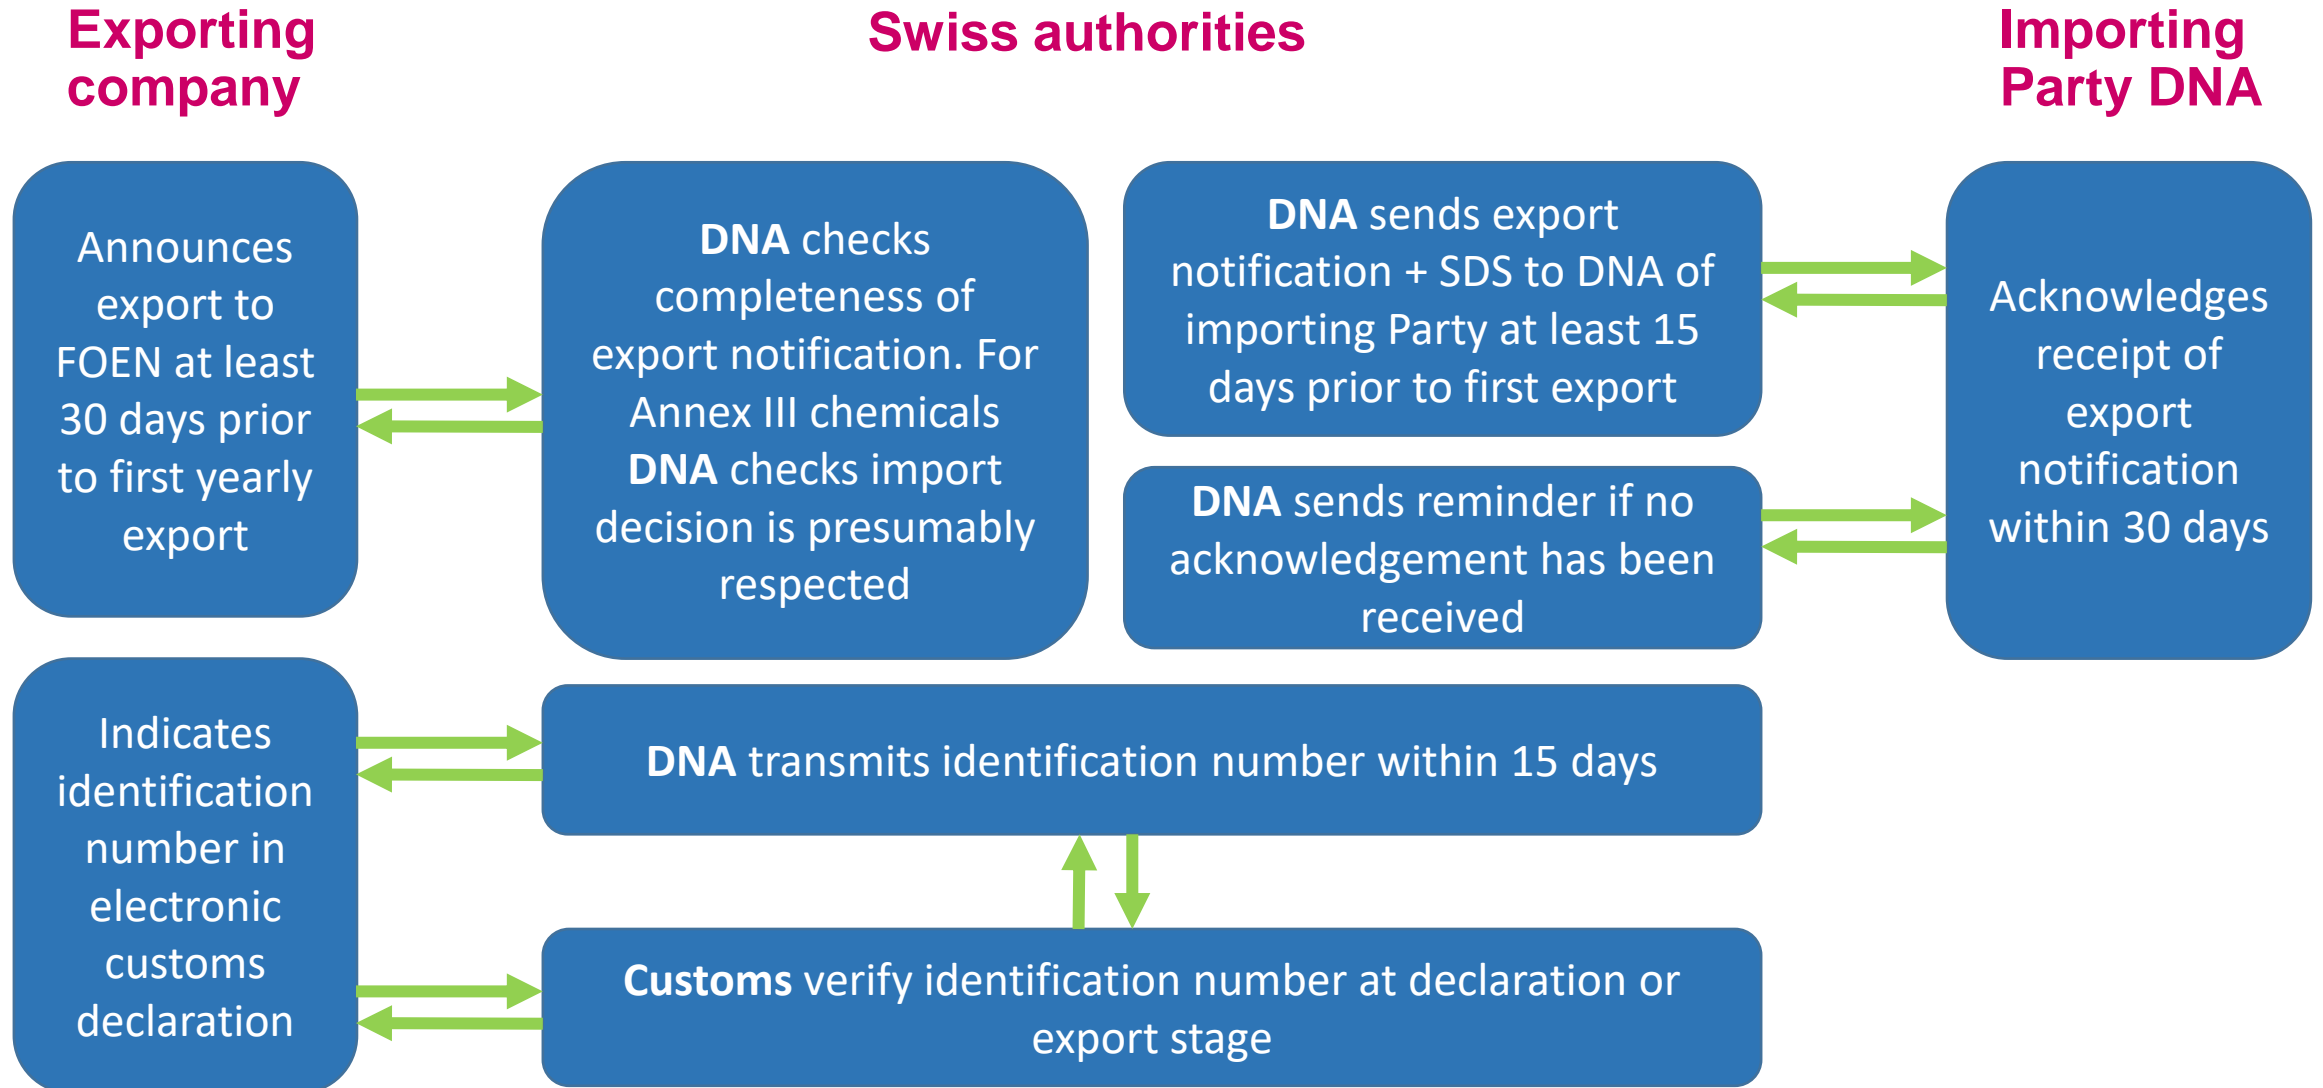 Exporting
company
Swiss authorities
Importing
Party DNA
Announces
export to
FOEN at least
30 days prior
to first yearly
export
DNA checks
completeness of
export notification. For
Annex III chemicals
DNA checks import
decision is presumably
respected
DNA sends export
notification + SDS to DNA of
importing Party at least 15
days prior to first export
DNA sends reminder if no
acknowledgement has been
received
Acknowledges
receipt of
export
notification
within 30 days
Indicates
identification
number in
electronic
customs
declaration
DNA transmits identification number within 15 days
Customs verify identification number at declaration or
export stage